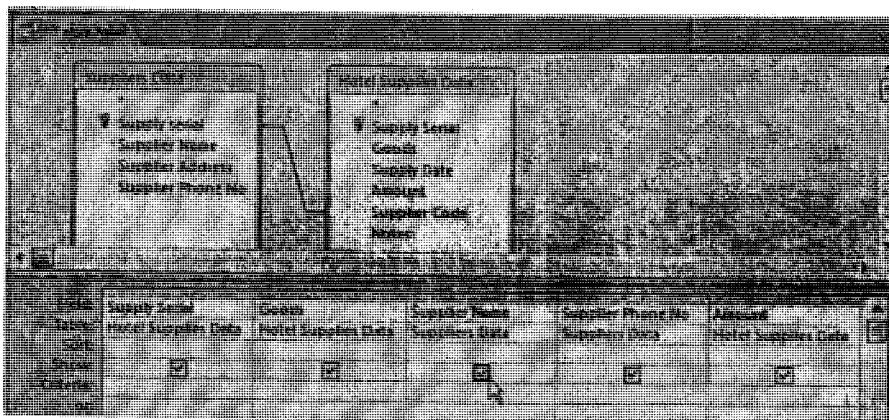 Suppliers Data
*
Supply serial
Supplier Name
Supplier Address
Supplier Phone No
Hotel Supplies Data
*
Supply Serial
Goods
Supply Date
Amount
Supplier Code
Notes
Field: Supply Serial Goods Supplier Name Supplier Phone No Amount
Table: Hotel Supplies Data Hotel Supplies Data Suppliers Data Suppliers Data Hotel Supplies Data
Sort:
Show:
Criteria:
or: